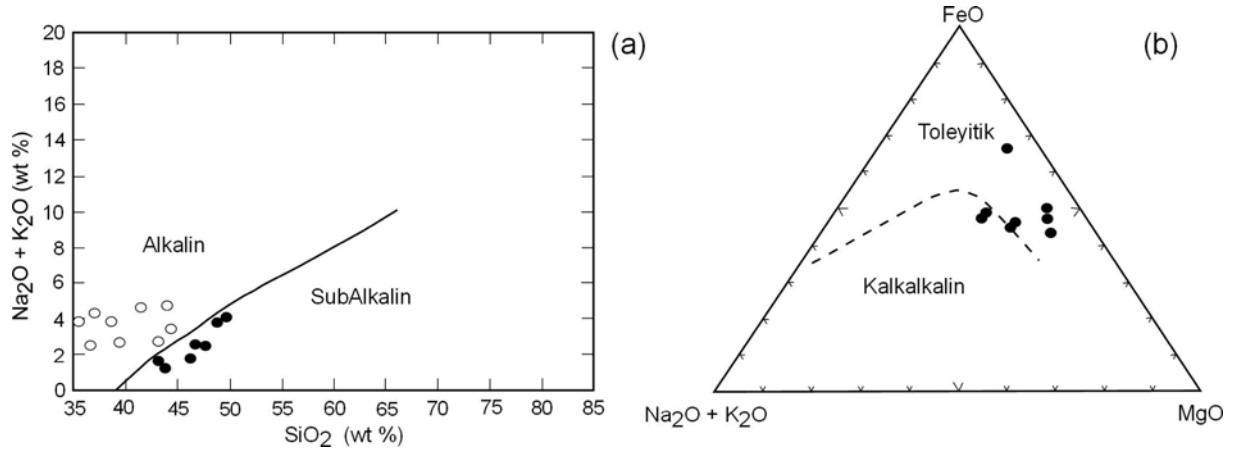 (a)
20
18
16
14
12
10
8
6
4
2
0
Na2O + K2O (wt %)
Alkalin
SubAlkalin
35 40 45 50 55 60 65 70 75 80 85
SiO2 (wt %)
(b)
FeO
Toleyitik
Kalkalkalin
Na2O + K2O
MgO